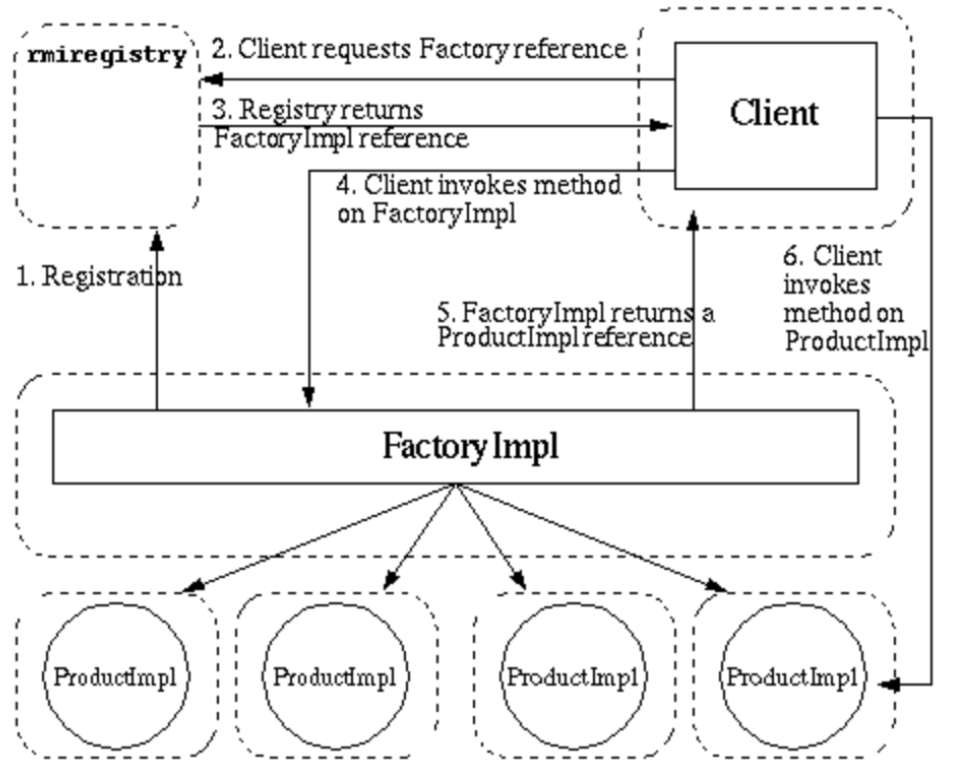 rmiregistry
2. Client requests Factory reference
3. Registry returns
FactoryImpl reference
Client
4. Client invokes method
on FactoryImpl
1. Registration
5. FactoryImpl returns a
ProductImpl reference
6. Client
invokes
method on
ProductImpl
FactoryImpl
ProductImpl
ProductImpl
ProductImpl
ProductImpl